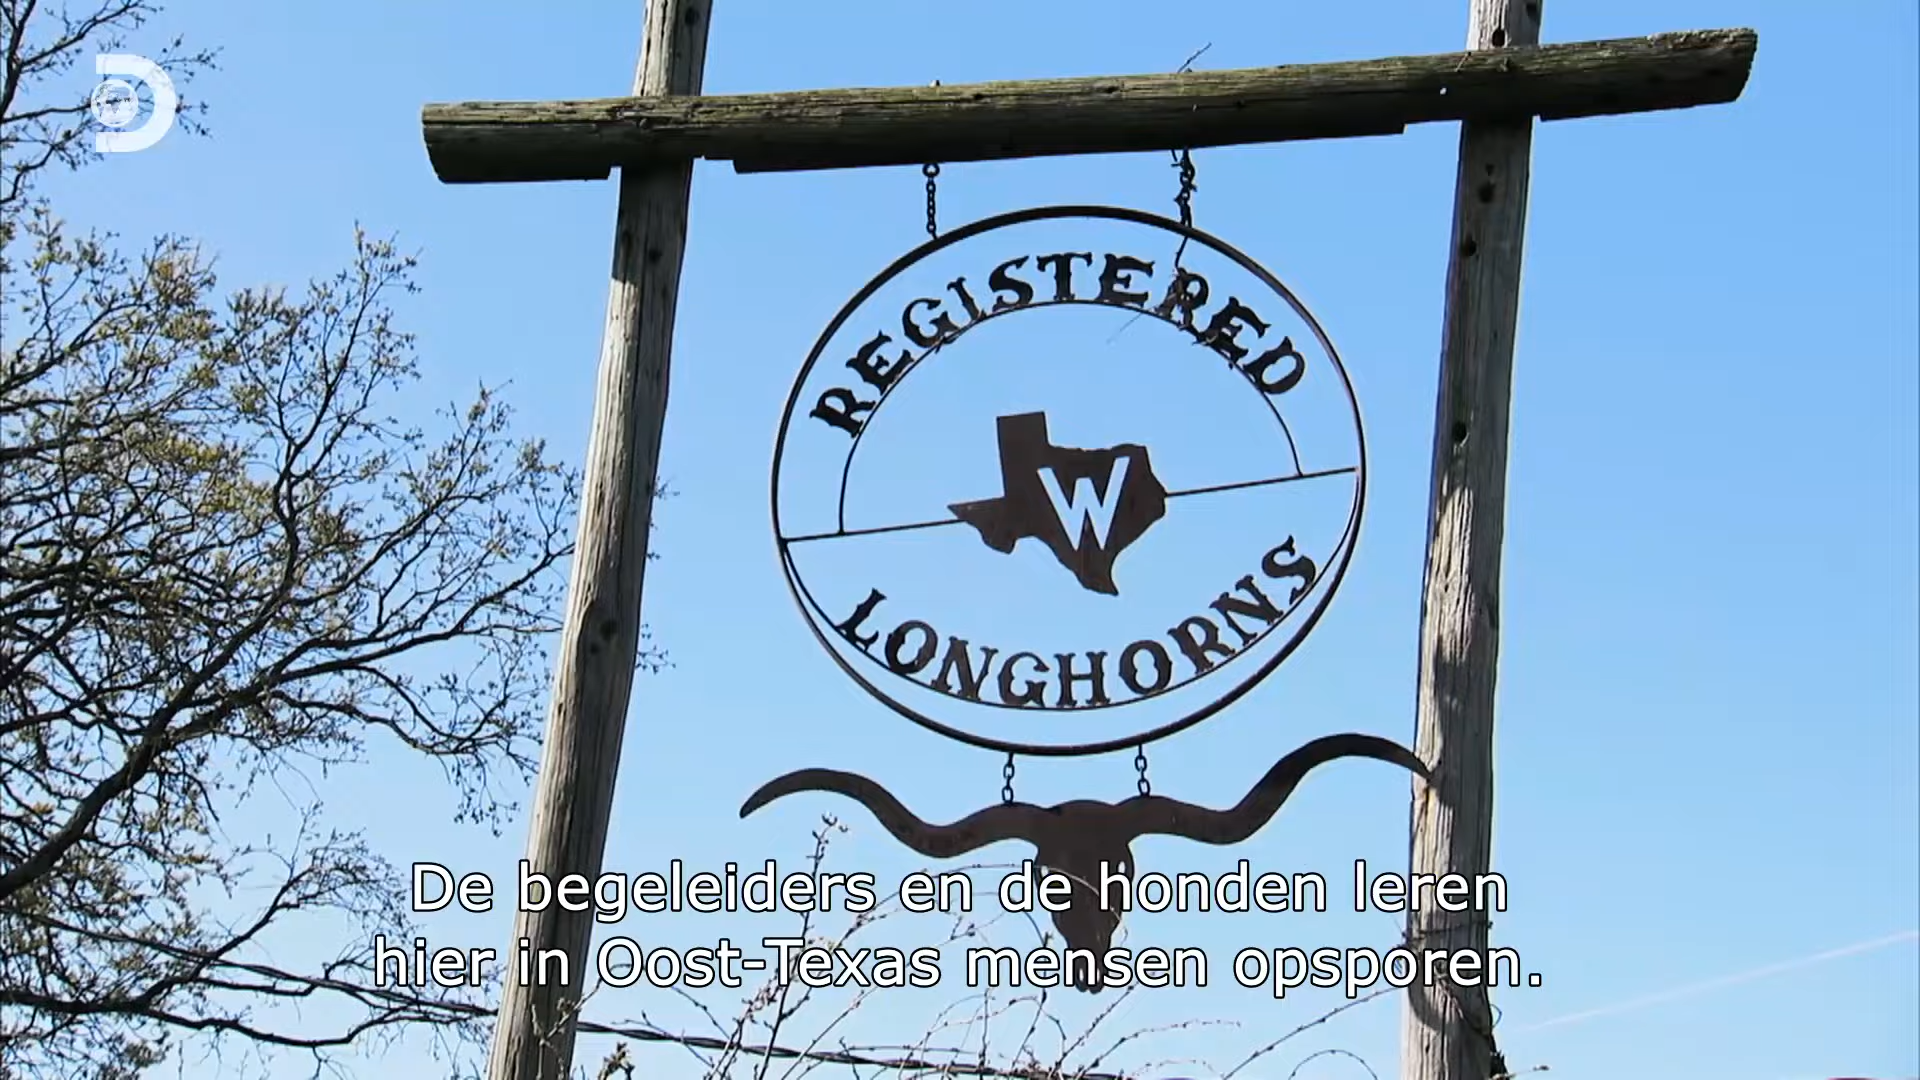 REGISTERED
W
LONGHORNS
De begeleiders en de honden leren
hier in Oost-Texas mensen opsporen.